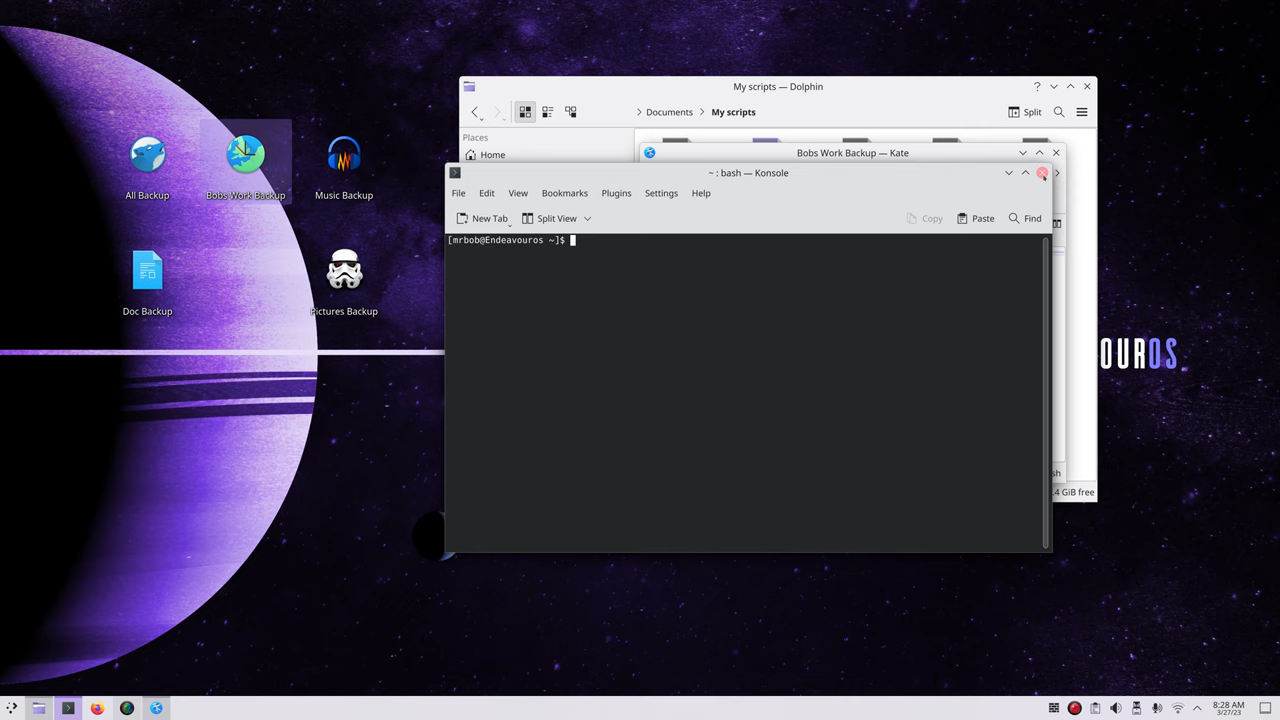 My scripts — Dolphin
Documents
My scripts
Split
Places
Home
Bobs Work Backup — Kate
~ : bash — Konsole
File Edit View Bookmarks Plugins Settings Help
New Tab Split View Copy Paste Find
[mrbob@Endeavouros ~]$
All Backup
Bobs Work Backup
Music Backup
Doc Backup
Pictures Backup
OUROS
sh
.4 GiB free
8:28 AM
3/27/23